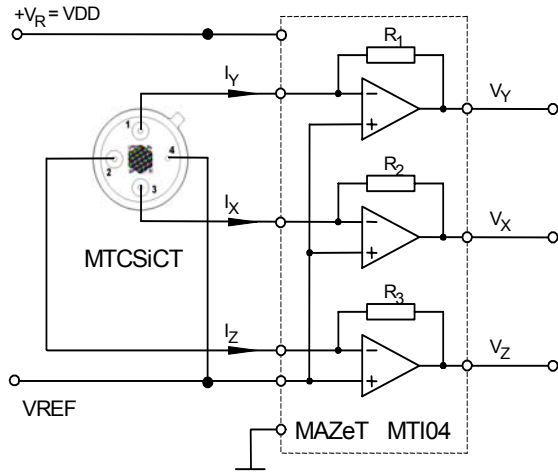 +VR = VDD
R1
IY
VY
1
2
4
3
R2
IX
VX
MTCSiCT
R3
IZ
VZ
VREF
MAZeT MTI04